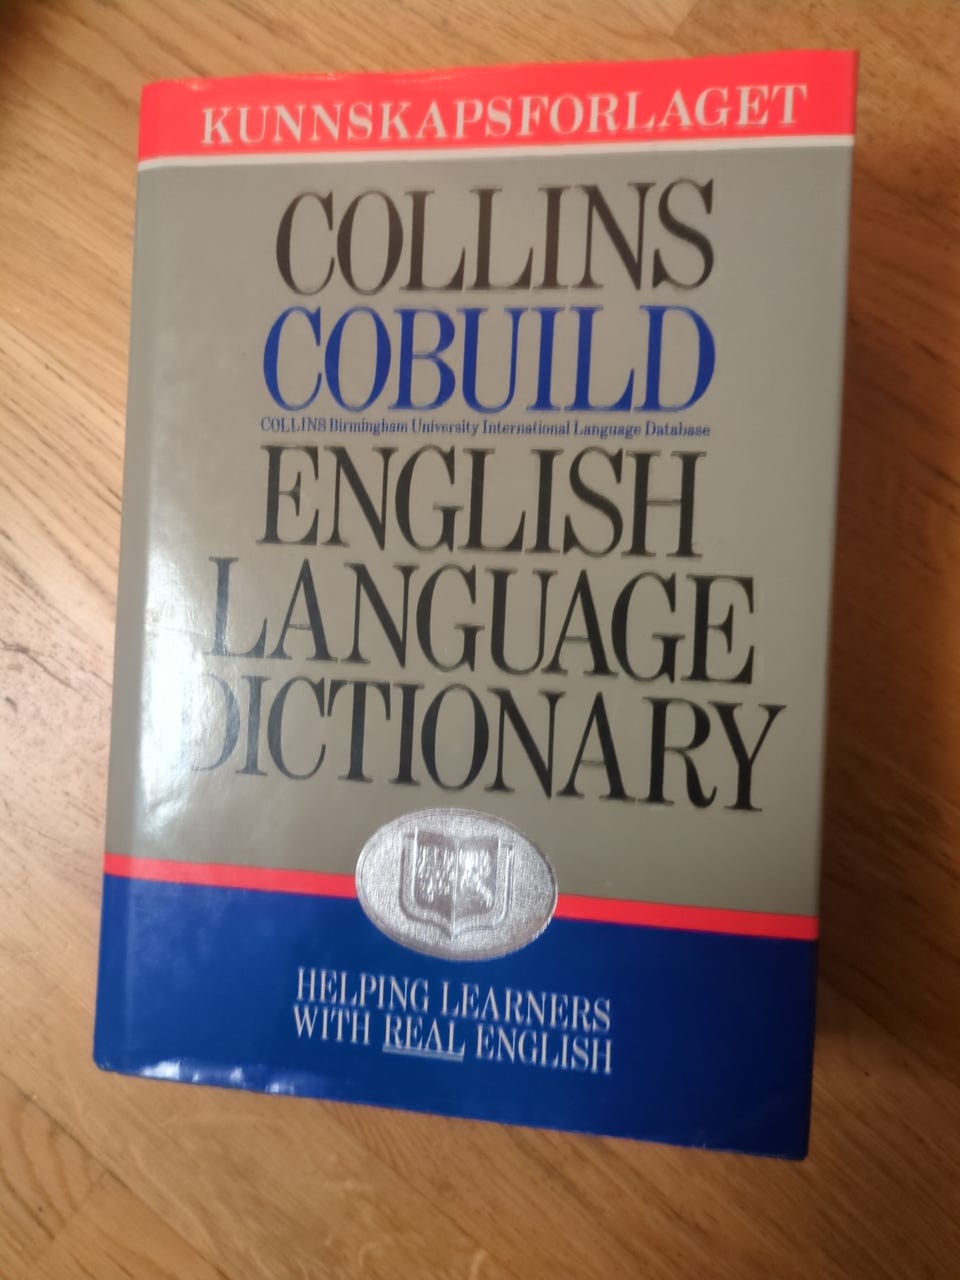 KUNNSKAPSFORLAGET
COLLINS
COBUILD
COLLINS Birmingham University International Language Database
ENGLISH
LANGUAGE
DICTIONARY
HELPING LEARNERS
WITH REAL ENGLISH